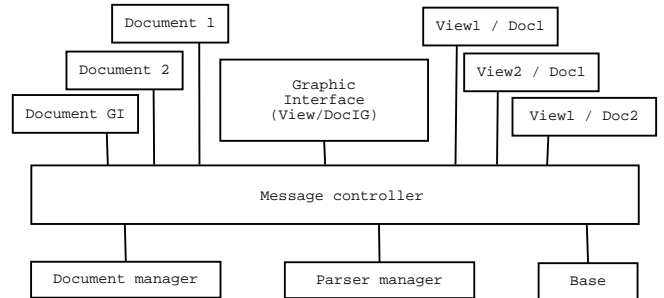 Document 1
View1 / Doc1
Document 2
Graphic
Interface
(View/DocIG)
View2 / Doc1
Document GI
View1 / Doc2
Message controller
Document manager
Parser manager
Base